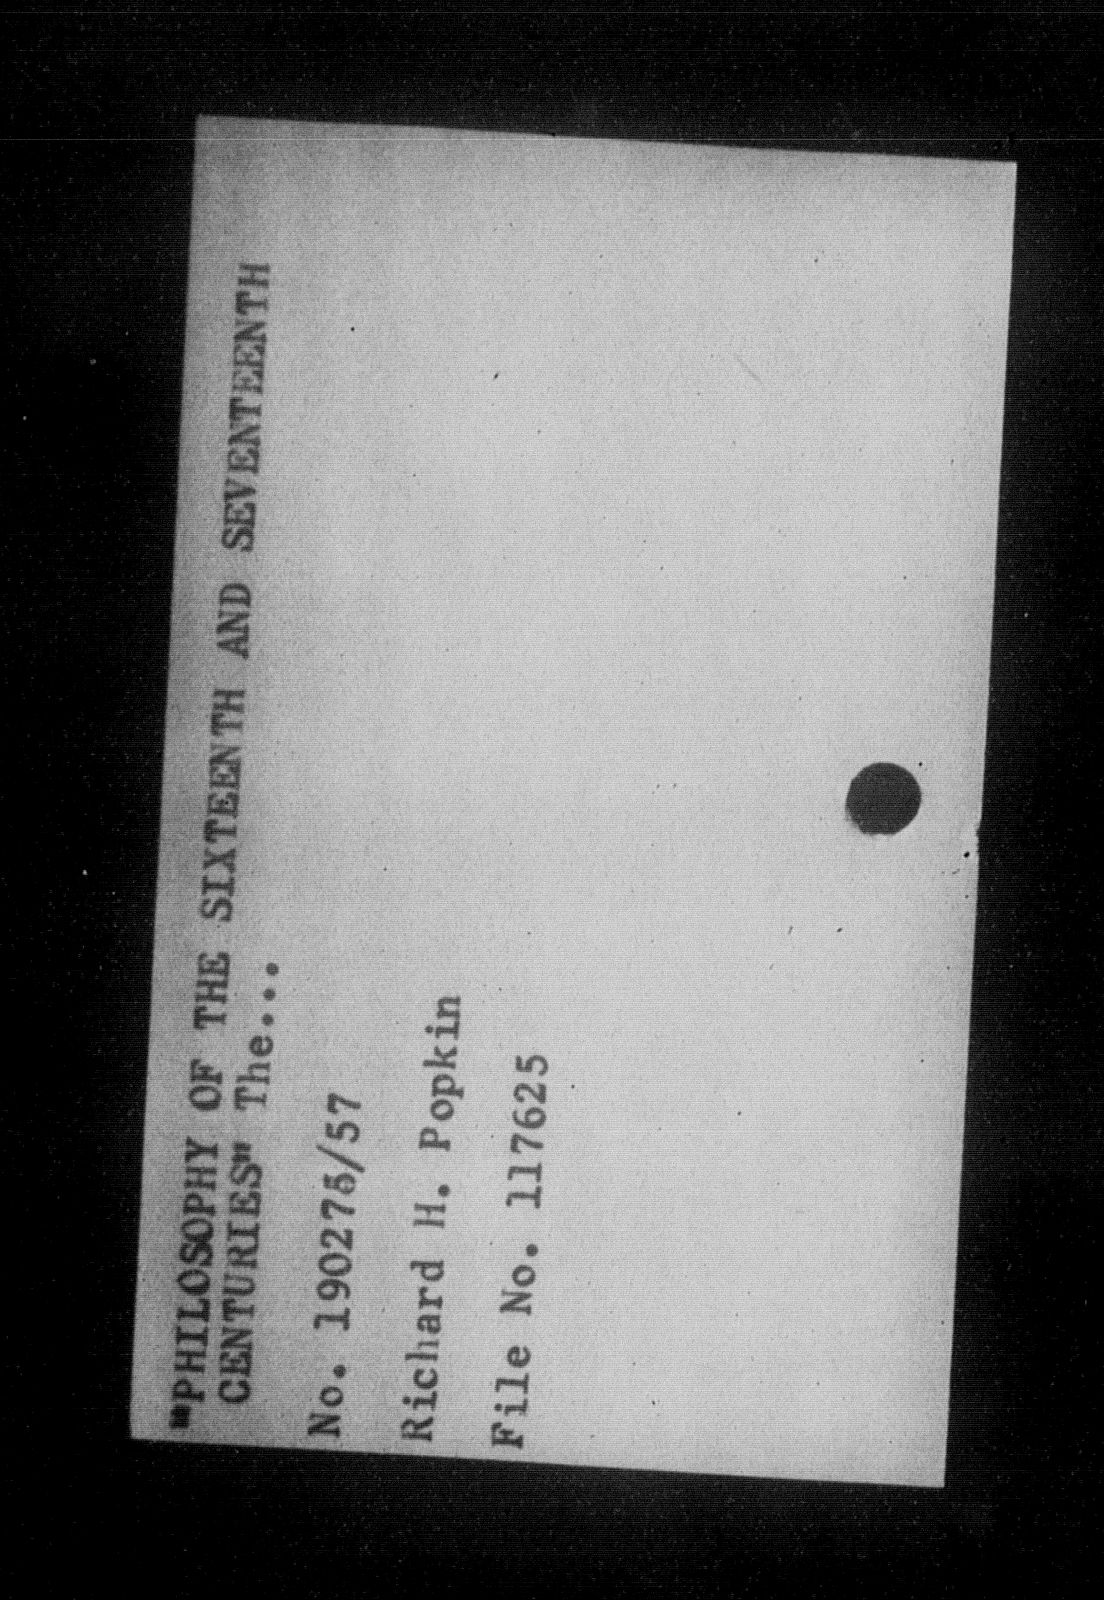 "PHILOSOPHY OF THE SIXTEENTH AND SEVENTEENTH
CENTURIES" The...
No. 190276/57
Richard H. Popkin
File No. 117625